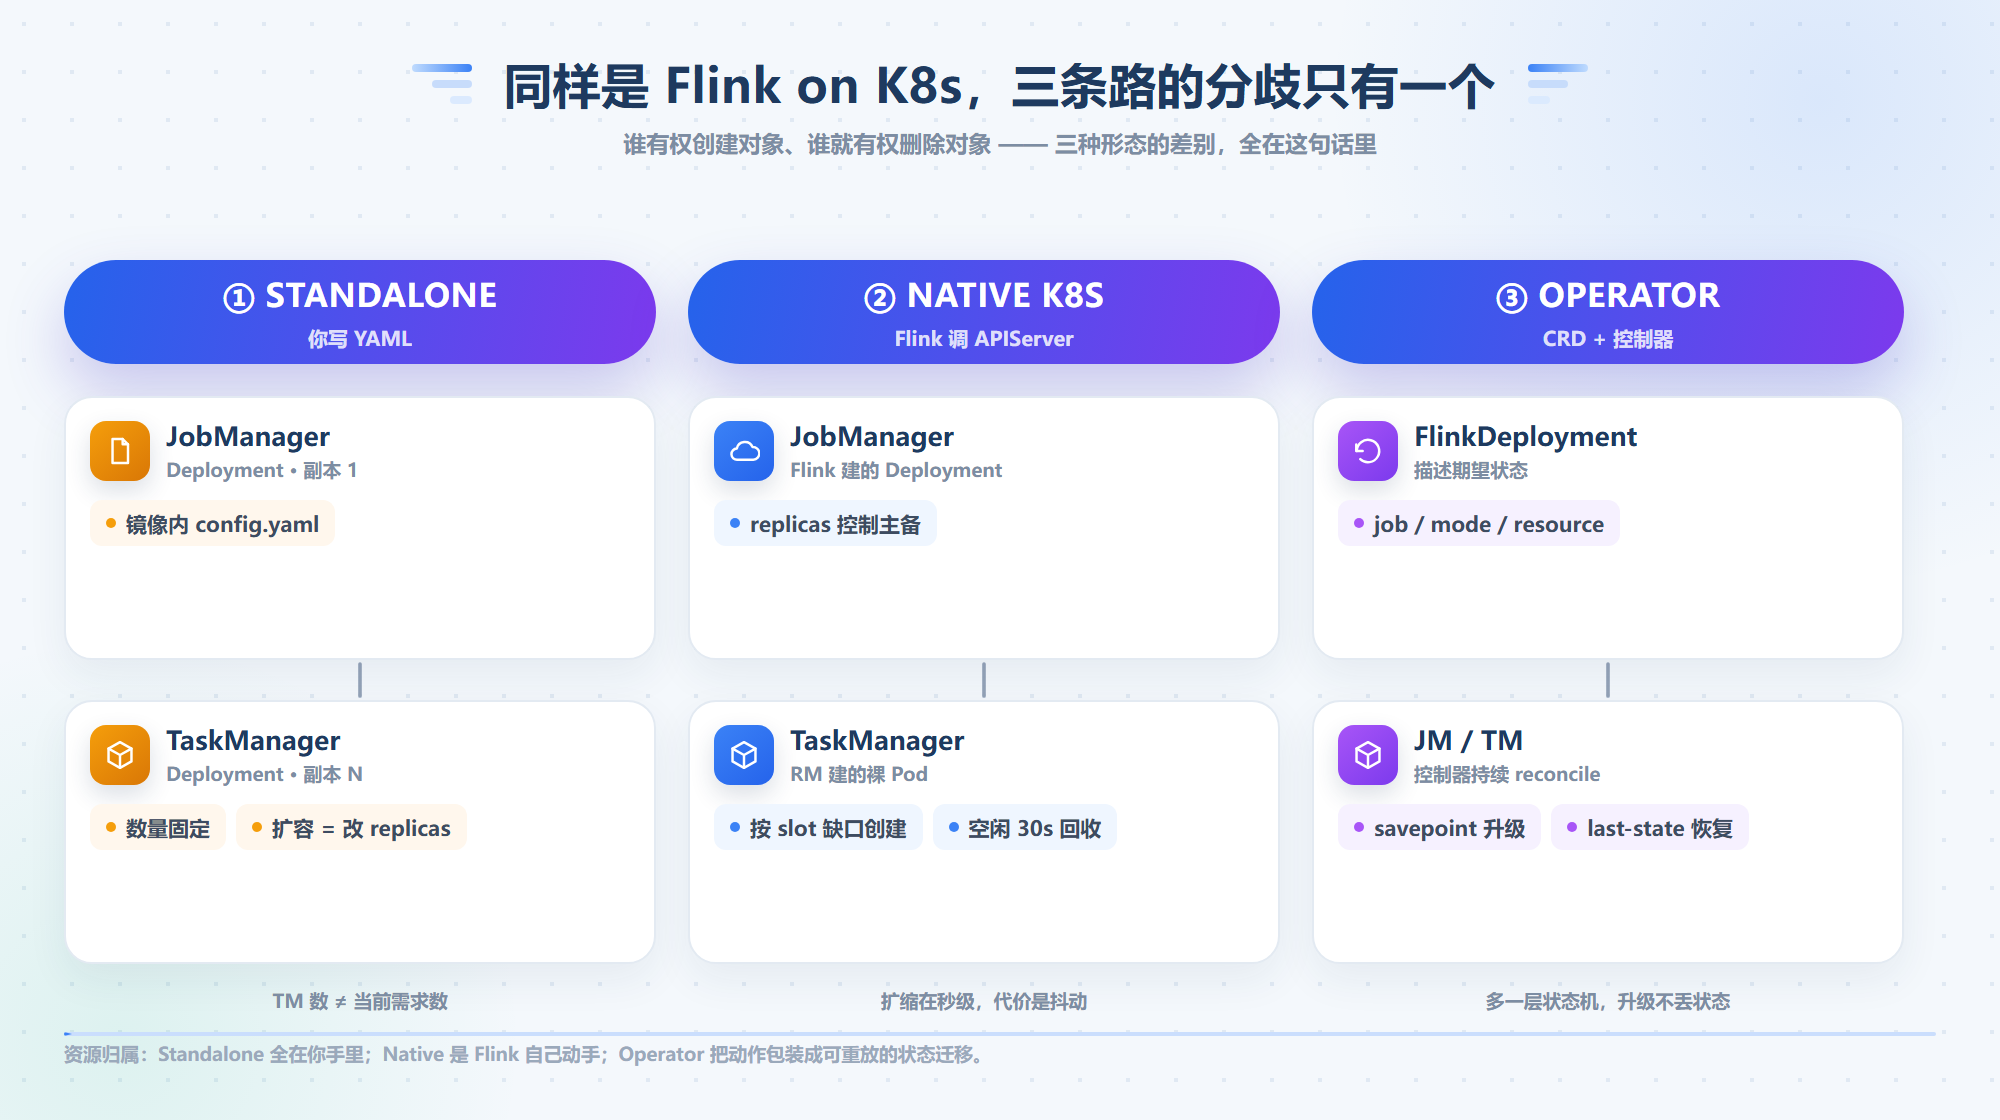 同样是 Flink on K8s，三条路的分歧只有一个
谁有权创建对象、谁就有权删除对象 —— 三种形态的差别，全在这句话里
① STANDALONE
你写 YAML
JobManager
Deployment • 副本 1
镜像内 config.yaml
TaskManager
Deployment • 副本 N
数量固定
扩容 = 改 replicas
TM 数 ≠ 当前需求数
② NATIVE K8S
Flink 调 APIServer
JobManager
Flink 建的 Deployment
replicas 控制主备
TaskManager
RM 建的裸 Pod
按 slot 缺口创建
空闲 30s 回收
扩缩在秒级，代价是抖动
③ OPERATOR
CRD + 控制器
FlinkDeployment
描述期望状态
job / mode / resource
JM / TM
控制器持续 reconcile
savepoint 升级
last-state 恢复
多一层状态机，升级不丢状态
资源归属：Standalone 全在你手里；Native 是 Flink 自己动手；Operator 把动作包装成可重放的状态迁移。